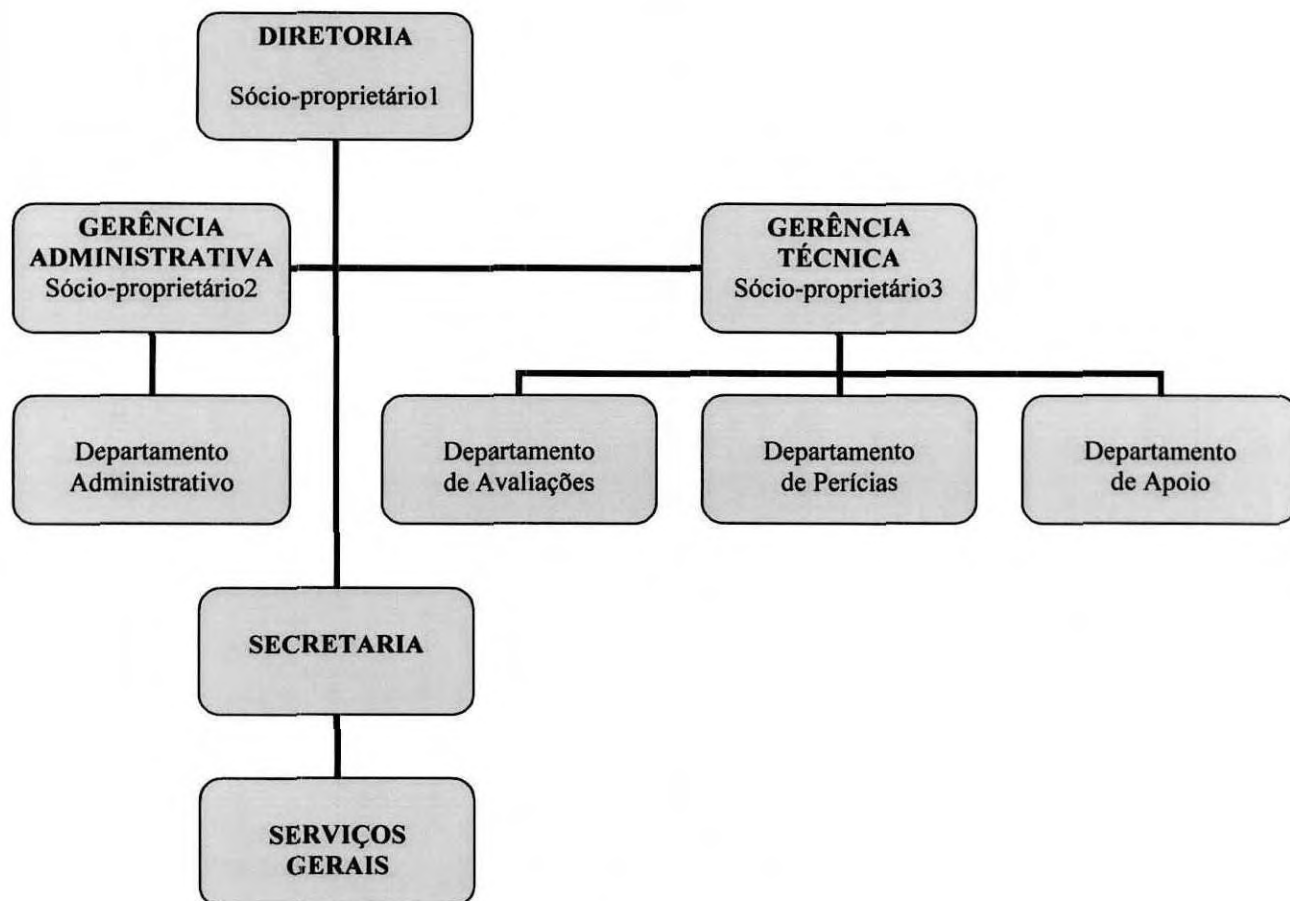 DIRETORIA
Sócio-proprietário1
GERÊNCIA
ADMINISTRATIVA
Sócio-proprietário2
GERÊNCIA
TÉCNICA
Sócio-proprietário3
Departamento
Administrativo
Departamento
de Avaliações
Departamento
de Perícias
Departamento
de Apoio
SECRETARIA
SERVIÇOS
GERAIS